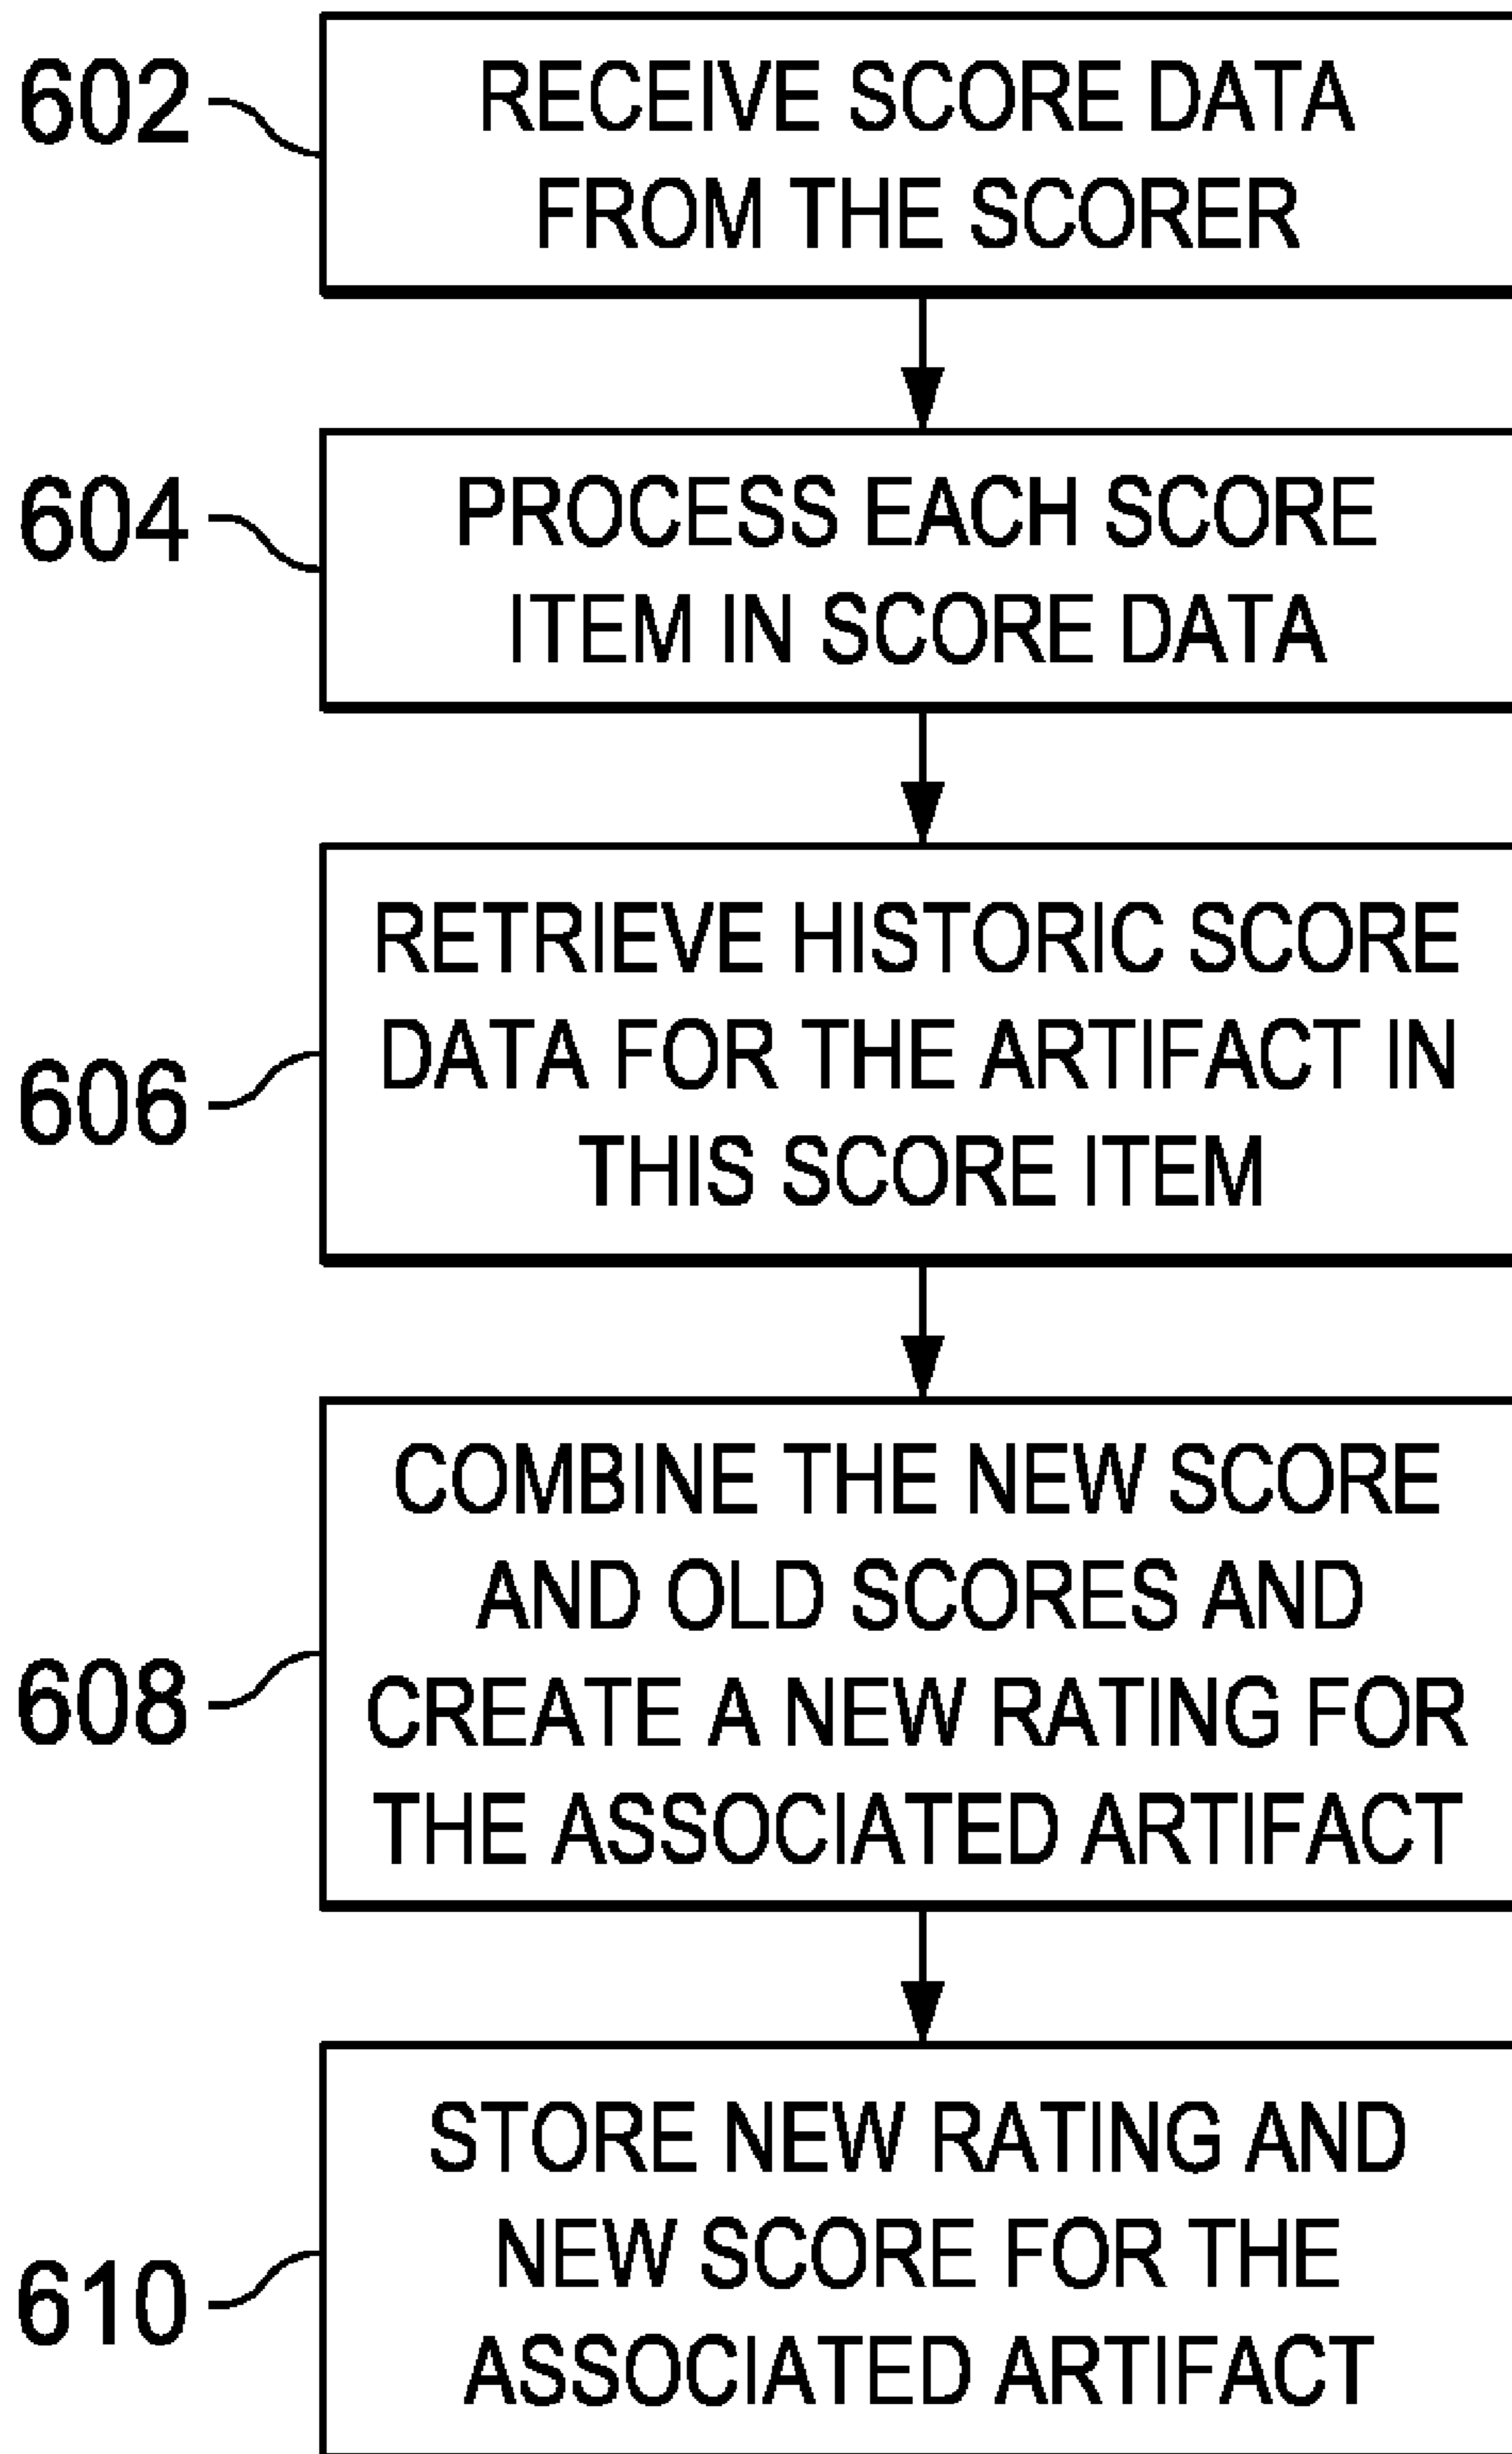 602
RECEIVE SCORE DATA
FROM THE SCORER
604
PROCESS EACH SCORE
ITEM IN SCORE DATA
606
RETRIEVE HISTORIC SCORE
DATA FOR THE ARTIFACT IN
THIS SCORE ITEM
608
COMBINE THE NEW SCORE
AND OLD SCORES AND
CREATE A NEW RATING FOR
THE ASSOCIATED ARTIFACT
610
STORE NEW RATING AND
NEW SCORE FOR THE
ASSOCIATED ARTIFACT